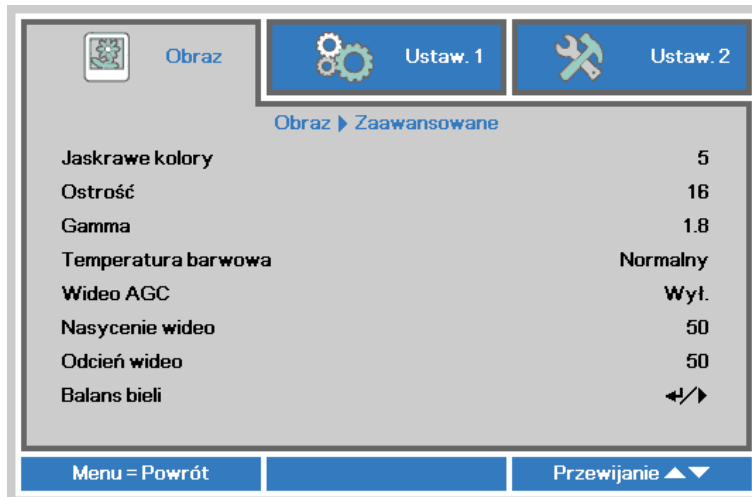 Obraz Ustaw. 1 Ustaw. 2
Obraz Zaawansowane
Jaskrawe kolory 5
Ostrość 16
Gamma 1.8
Temperatura barwowa Normalny
Wideo AGC Wył.
Nasycenie wideo 50
Odcień wideo 50
Balans bieli
Menu = Powrót Przewijanie